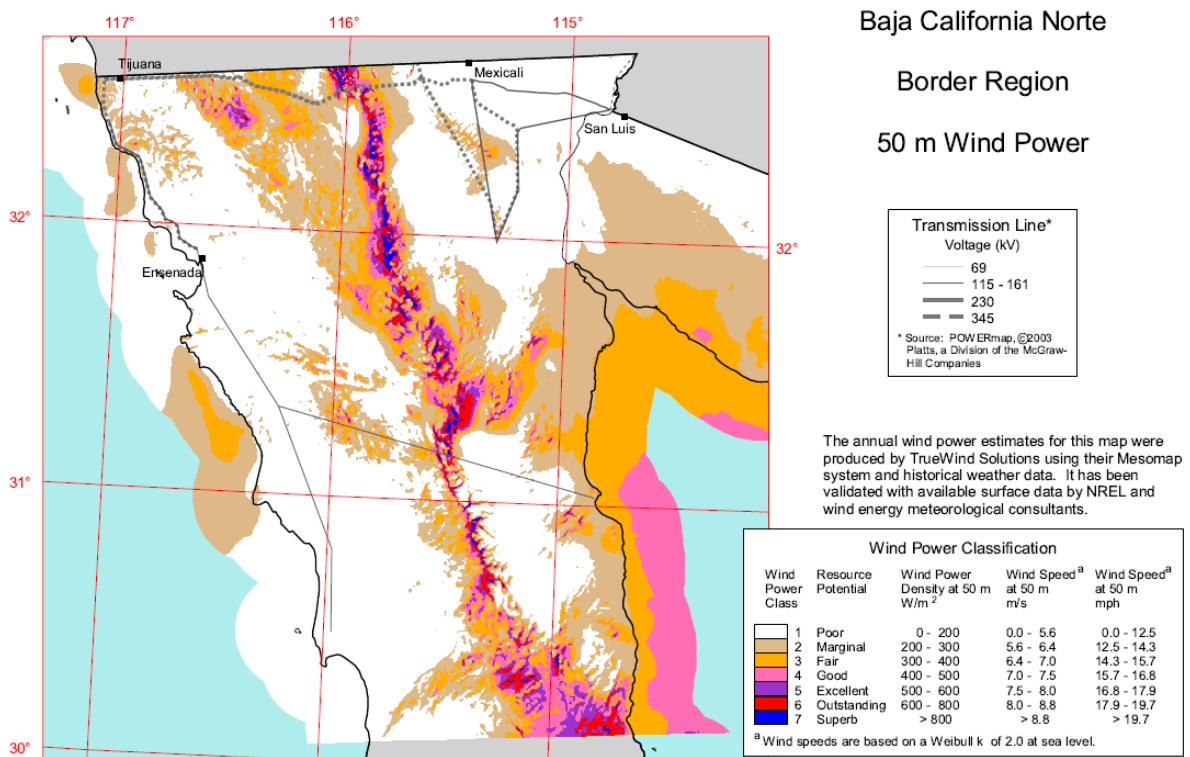 117°
116°
115°
Tijuana
Mexicali
San Luis
32°
32°
Ensenada
31°
30°
Baja California Norte
Border Region
50 m Wind Power
Transmission Line*
Voltage (kV)
69
115 - 161
230
345
* Source: POWERmap, ©2003
Platts, a Division of the McGraw-
Hill Companies
The annual wind power estimates for this map were
produced by TrueWind Solutions using their Mesomap
system and historical weather data. It has been
validated with available surface data by NREL and
wind energy meteorological consultants.
Wind Power Classification
Wind Resource Wind Power Wind Speedᵃ Wind Speedᵃ
Power Potential Density at 50 m at 50 m at 50 m
Class W/m² m/s mph
1 Poor 0 - 200 0.0 - 5.6 0.0 - 12.5
2 Marginal 200 - 300 5.6 - 6.4 12.5 - 14.3
3 Fair 300 - 400 6.4 - 7.0 14.3 - 15.7
4 Good 400 - 500 7.0 - 7.5 15.7 - 16.8
5 Excellent 500 - 600 7.5 - 8.0 16.8 - 17.9
6 Outstanding 600 - 800 8.0 - 8.8 17.9 - 19.7
7 Superb > 800 > 8.8 > 19.7
ᵃ Wind speeds are based on a Weibull k of 2.0 at sea level.